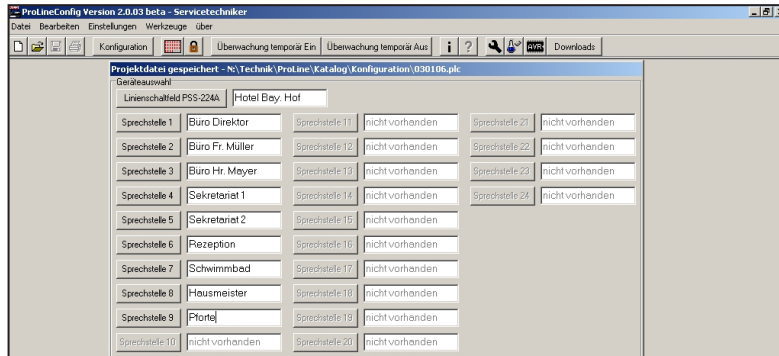 ProLineConfig Version 2.0.03 beta - Servicetechniker
Datei Bearbeiten Einstellungen Werkzeuge über
Konfiguration Überwachung temporär Ein Überwachung temporär Aus i ? AVR Downloads
Projektdatei gespeichert - N:\Technik\ProLine\Katalog\Konfiguration\030106.plc
Geräteauswahl
Linienschaltfeld PSS-224A Hotel Bay. Hof
Sprechstelle 1 Büro Direktor Sprechstelle 11 nicht vorhanden Sprechstelle 21 nicht vorhanden
Sprechstelle 2 Büro Fr. Müller Sprechstelle 12 nicht vorhanden Sprechstelle 22 nicht vorhanden
Sprechstelle 3 Büro Hr. Mayer Sprechstelle 13 nicht vorhanden Sprechstelle 23 nicht vorhanden
Sprechstelle 4 Sekretariat 1 Sprechstelle 14 nicht vorhanden Sprechstelle 24 nicht vorhanden
Sprechstelle 5 Sekretariat 2 Sprechstelle 15 nicht vorhanden
Sprechstelle 6 Rezeption Sprechstelle 16 nicht vorhanden
Sprechstelle 7 Schwimmbad Sprechstelle 17 nicht vorhanden
Sprechstelle 8 Hausmeister Sprechstelle 18 nicht vorhanden
Sprechstelle 9 Pforte Sprechstelle 19 nicht vorhanden
Sprechstelle 10 nicht vorhanden Sprechstelle 20 nicht vorhanden